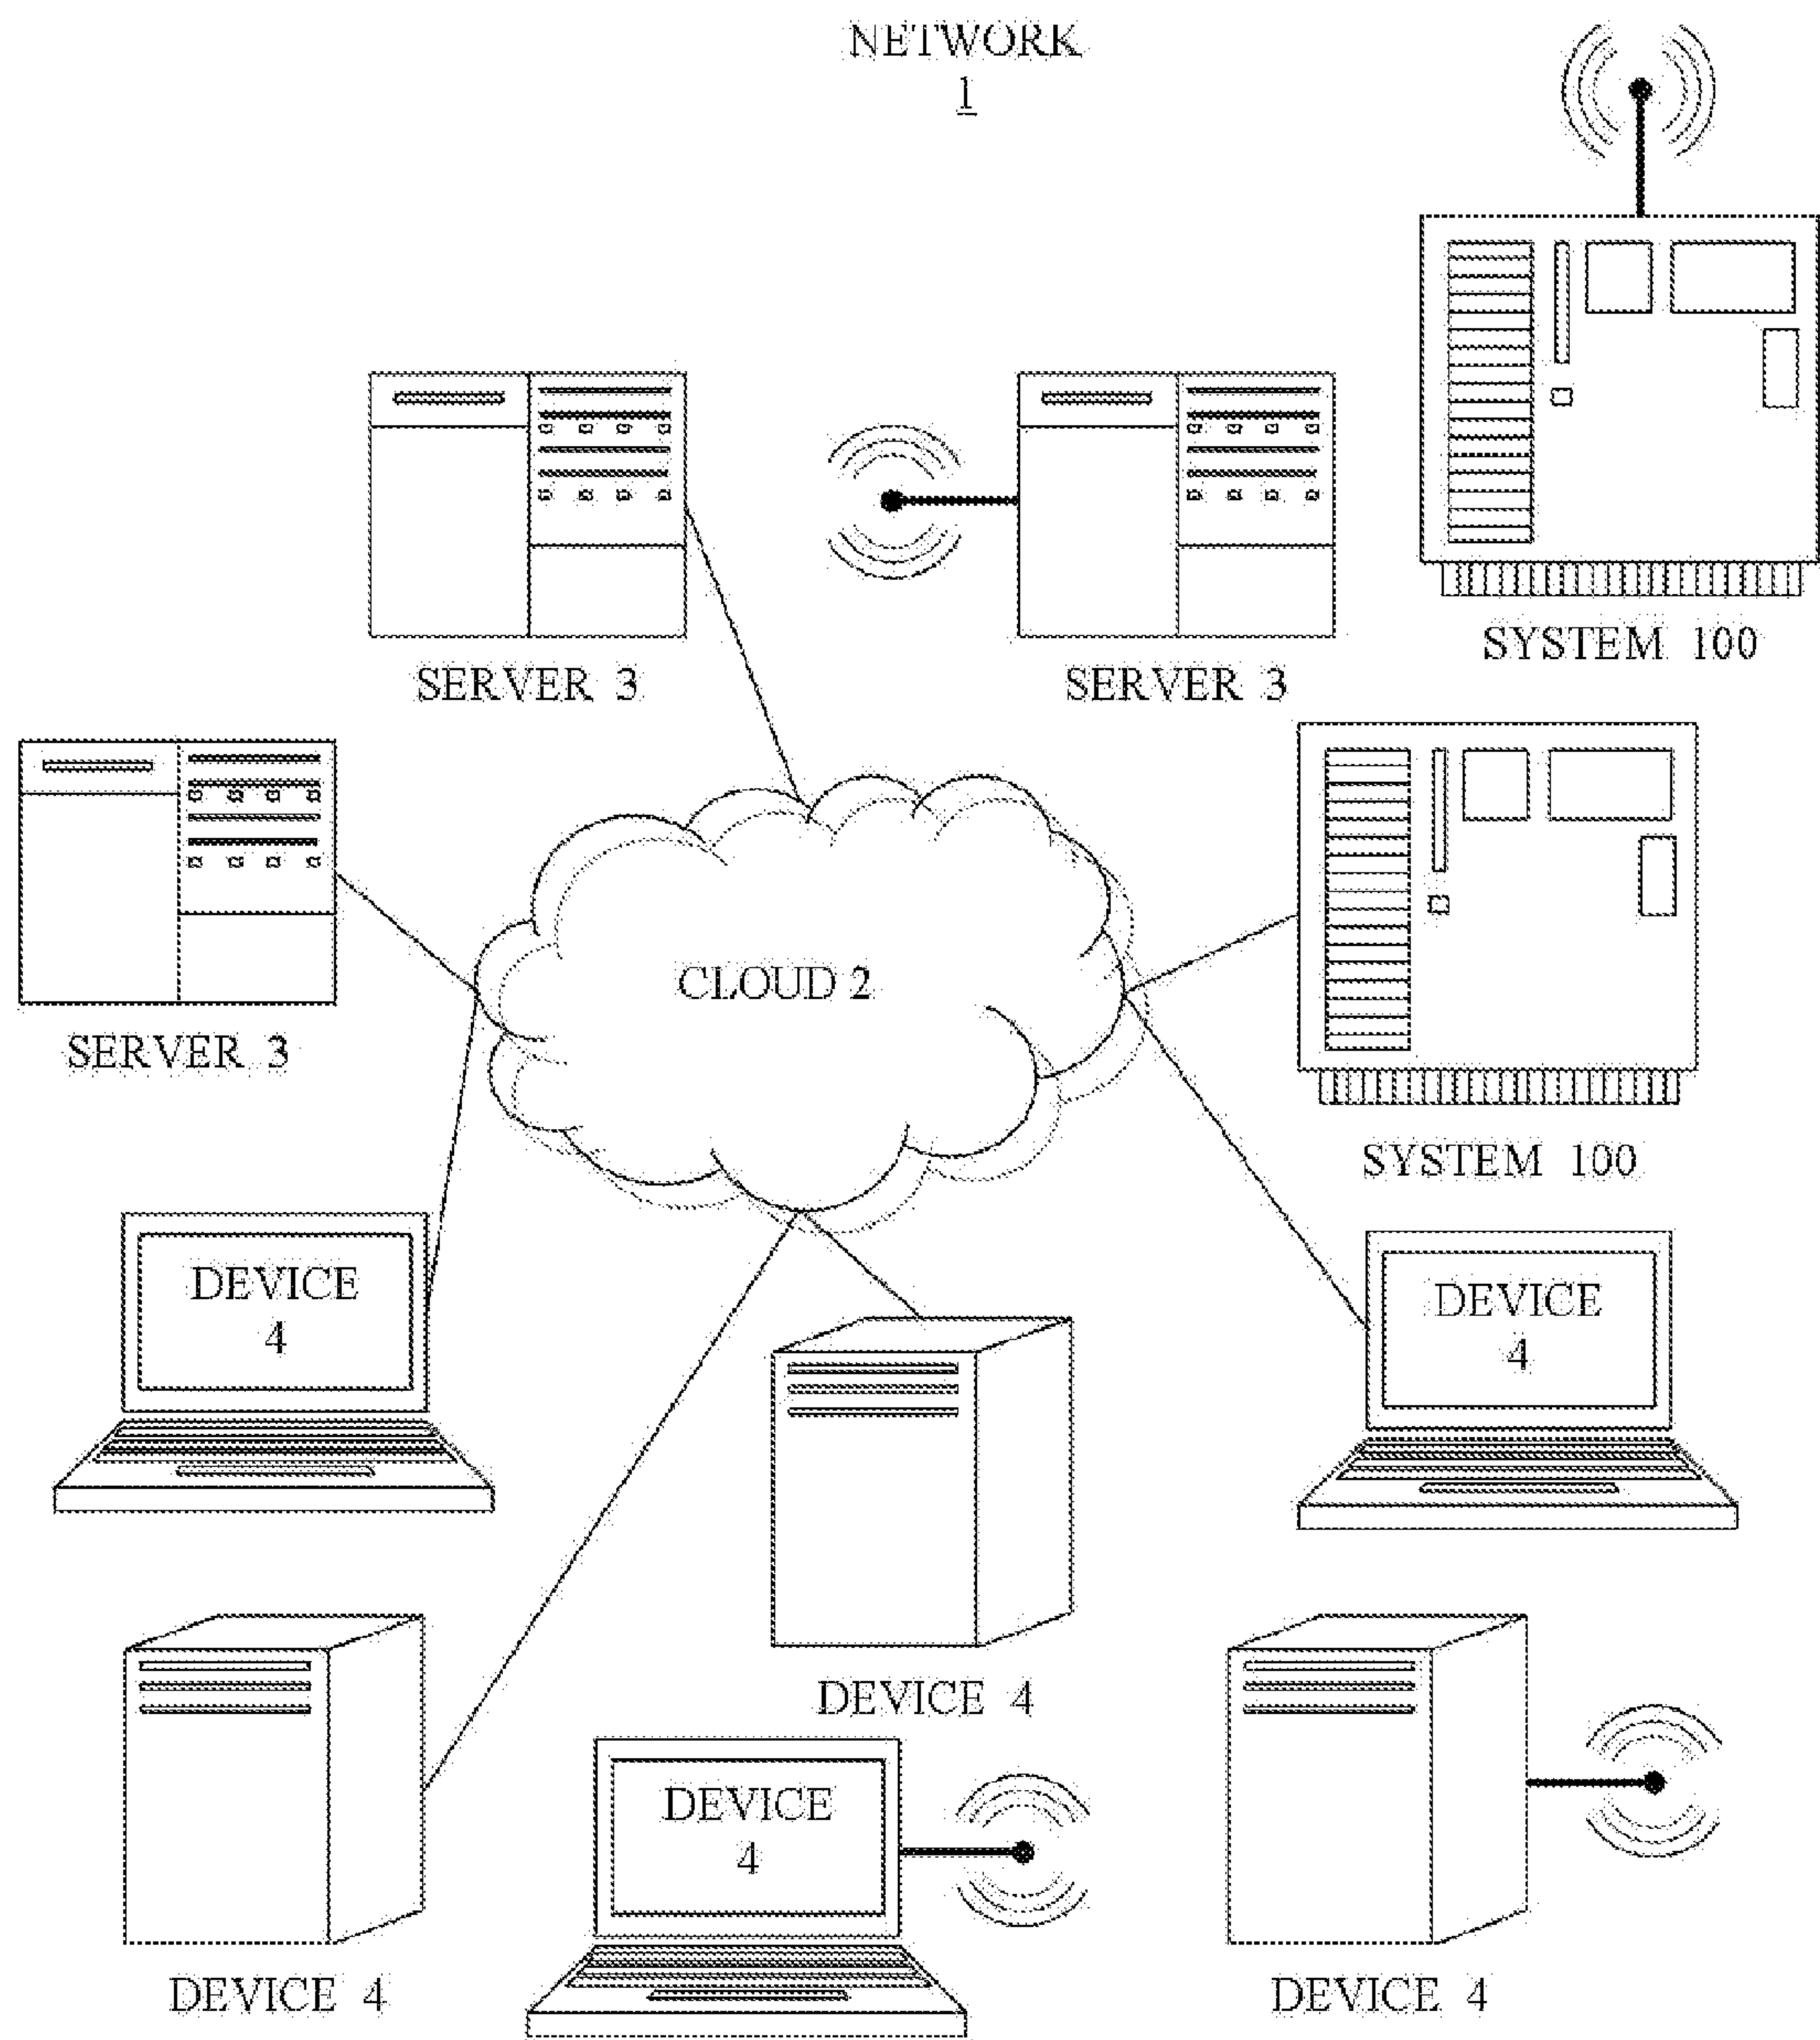 NETWORK
1
SYSTEM 100
SERVER 3
SERVER 3
SERVER 3
CLOUD 2
SYSTEM 100
DEVICE
4
DEVICE
4
DEVICE 4
DEVICE
4
DEVICE 4
DEVICE 4